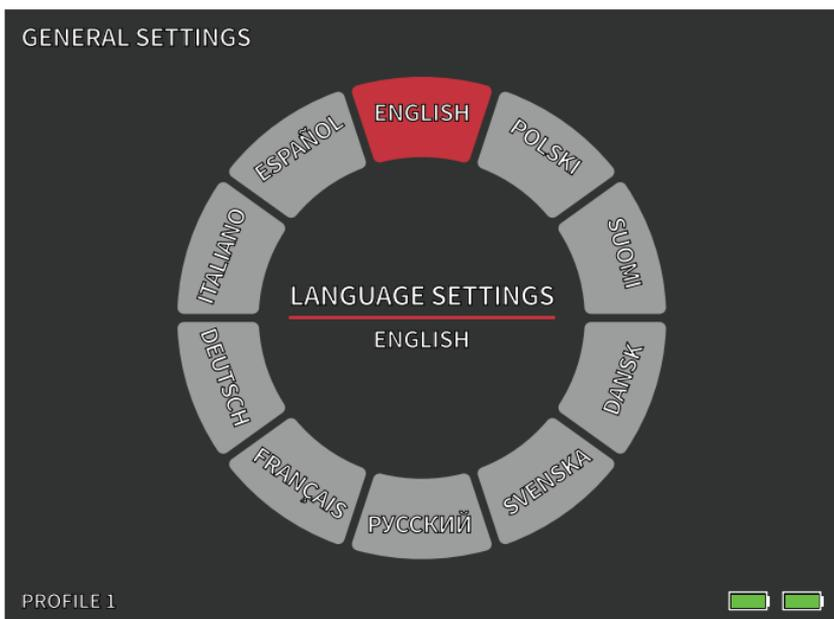 GENERAL SETTINGS
ENGLISH
POLSKI
SUOMI
DANSK
SVENSKA
РУССКИЙ
FRANÇAIS
DEUTSCH
ITALIANO
ESPAÑOL
LANGUAGE SETTINGS
ENGLISH
PROFILE 1